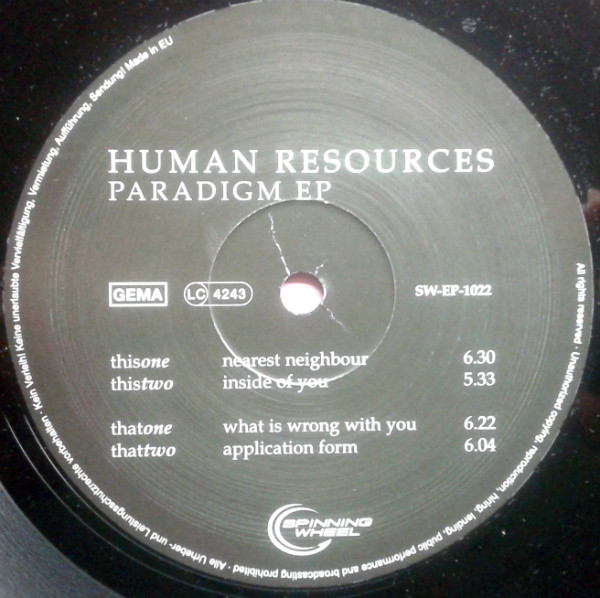 HUMAN RESOURCES
PARADIGM EP
GEMA
LC 4243
SW-EP-1022
thisone nearest neighbour 6.30
thistwo inside of you 5.33
thatone what is wrong with you 6.22
thattwo application form 6.04
SPINNING
WHEEL
All rights reserved · Unauthorized copying, reproduction, hiring, lending, public performance and broadcasting prohibited · Alle Urheber- und Leistungsschutzrechte vorbehalten · Kein Verleih! Keine unerlaubte Vervielfältigung, Vermietung, Aufführung, Sendung! Made in EU